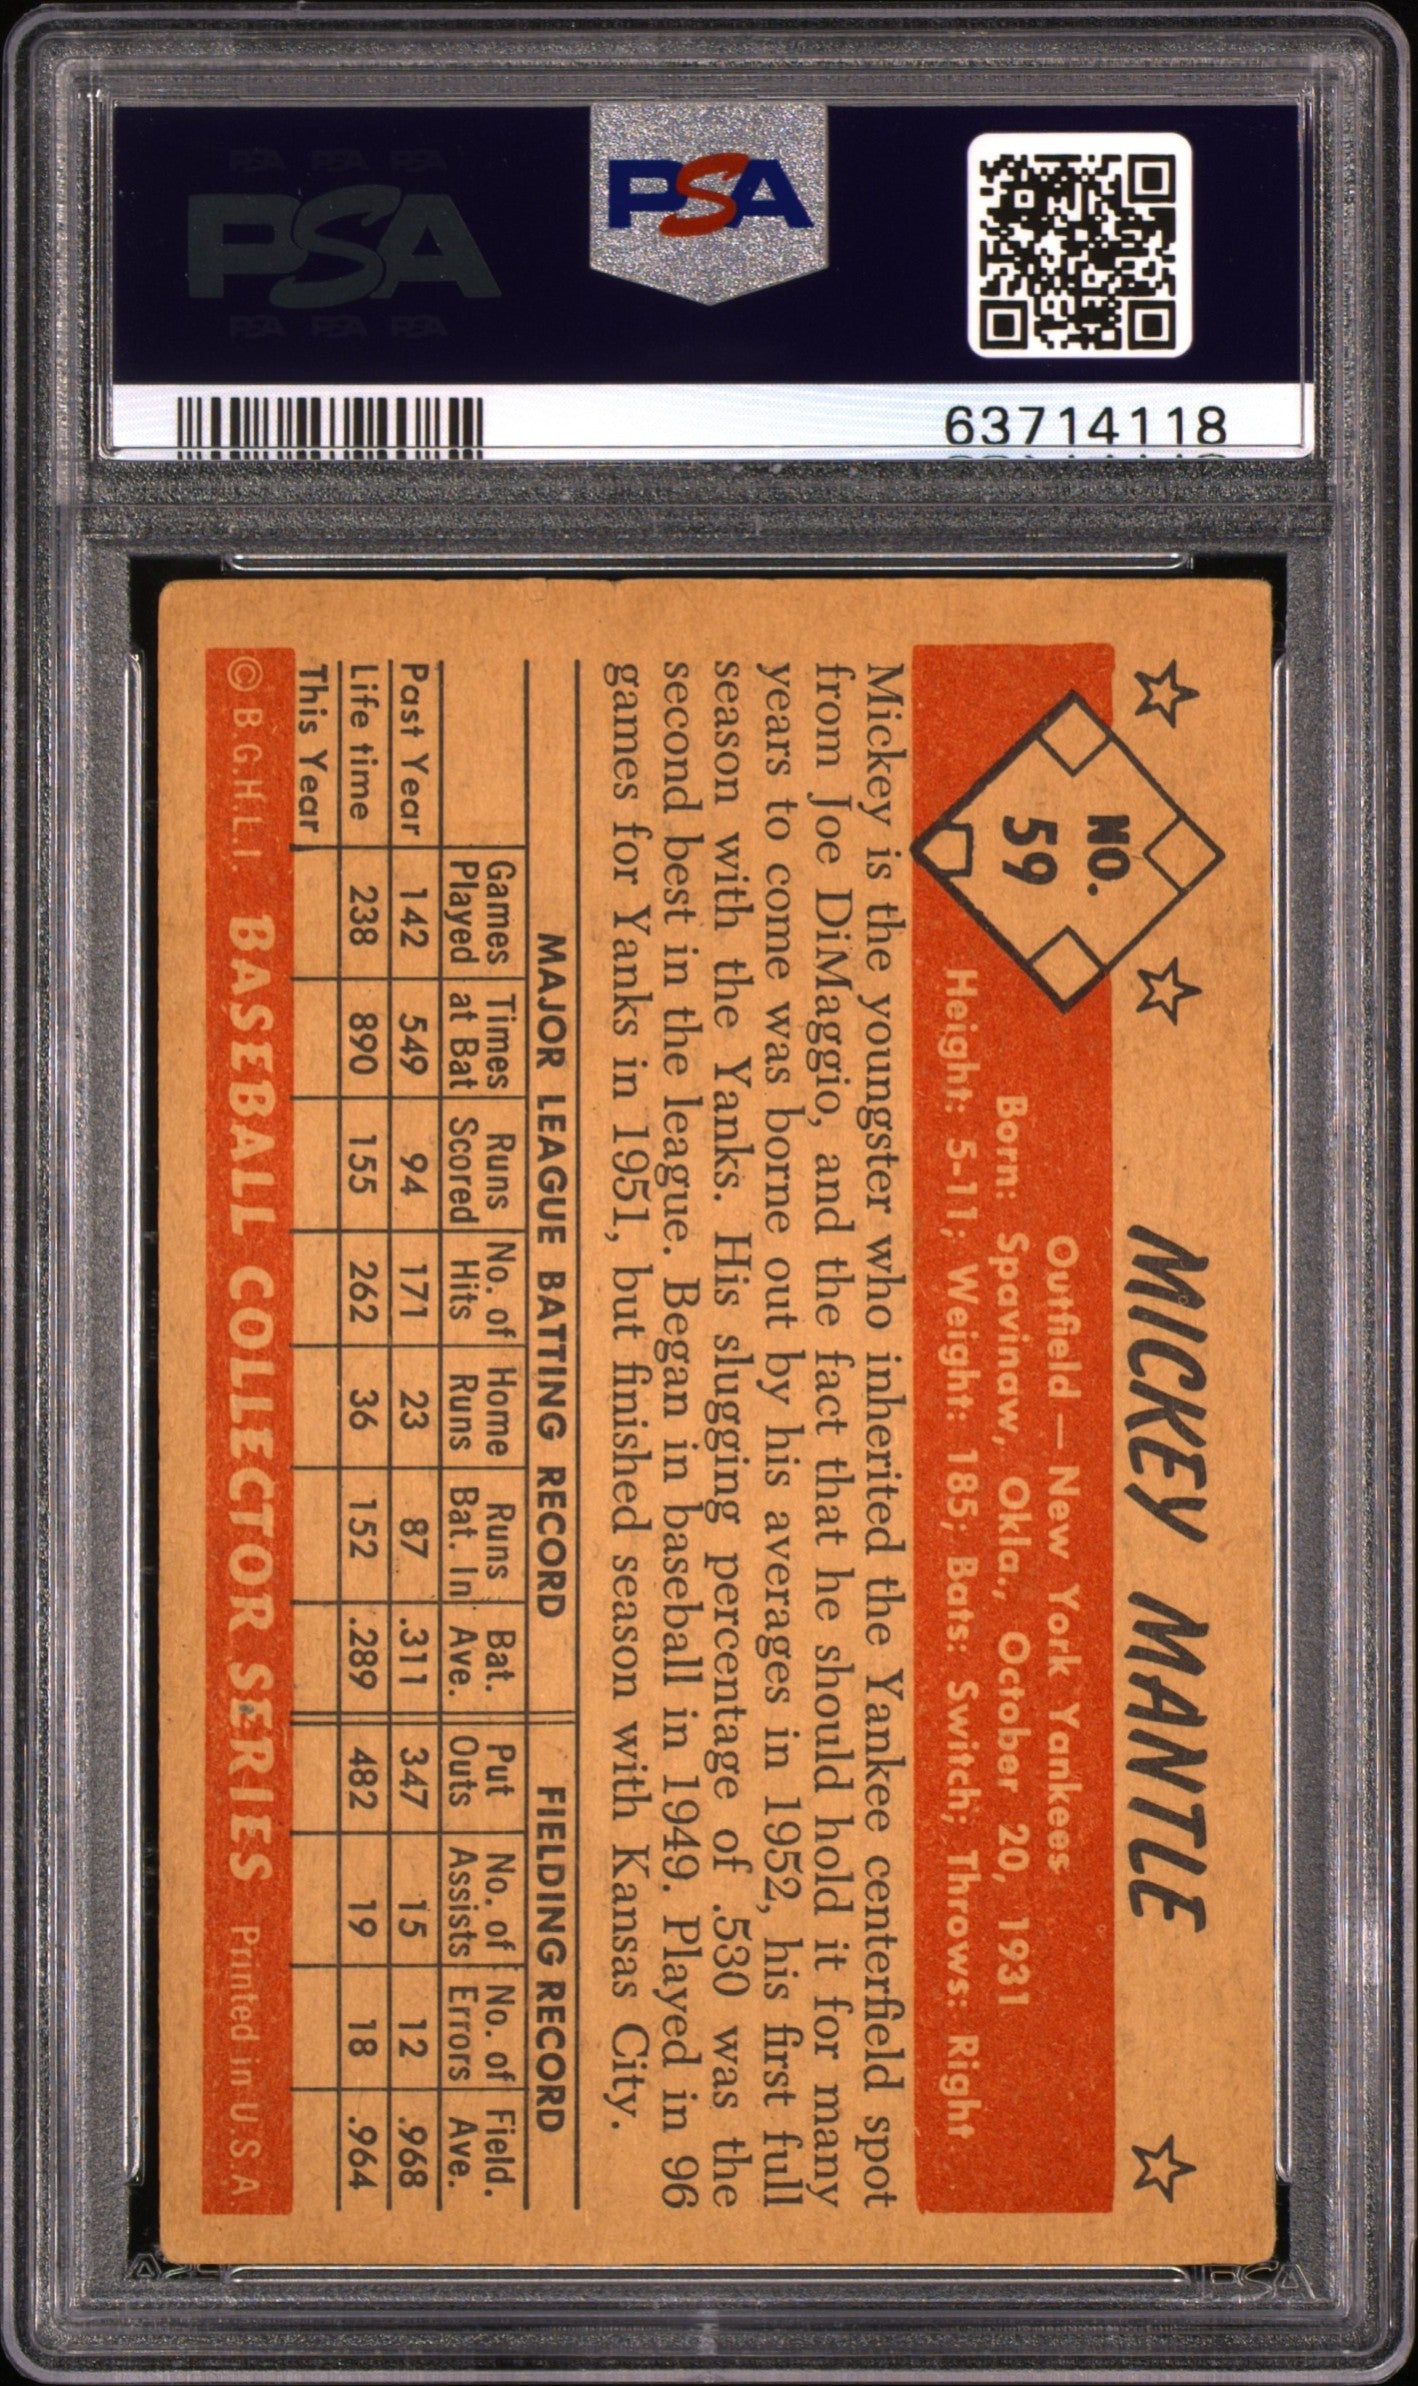 PSA PSA PSA
PSA
PSA PSA PSA
PSA
63714118
MICKEY MANTLE
NO.
59
Outfield — New York Yankees
Born: Spavinaw, Okla., October 20, 1931
Height: 5-11; Weight: 185; Bats: Switch; Throws: Right
Mickey is the youngster who inherited the Yankee centerfield spot
from Joe DiMaggio, and the fact that he should hold it for many
years to come was borne out by his averages in 1952, his first full
season with the Yanks. His slugging percentage of .530 was the
second best in the league. Began in baseball in 1949. Played in 96
games for Yanks in 1951, but finished season with Kansas City.
MAJOR LEAGUE BATTING RECORD FIELDING RECORD
Games Times Runs No. of Home Runs Bat. Put No. of No. of Field.
Played at Bat Scored Hits Runs Bat. In Ave. Outs Assists Errors Ave.
Past Year 142 549 94 171 23 87 .311 347 15 12 .968
Life time 238 890 155 262 36 152 .289 482 19 18 .964
This Year
© B.G.H.L.I. BASEBALL COLLECTOR SERIES Printed in U.S.A.
PSA